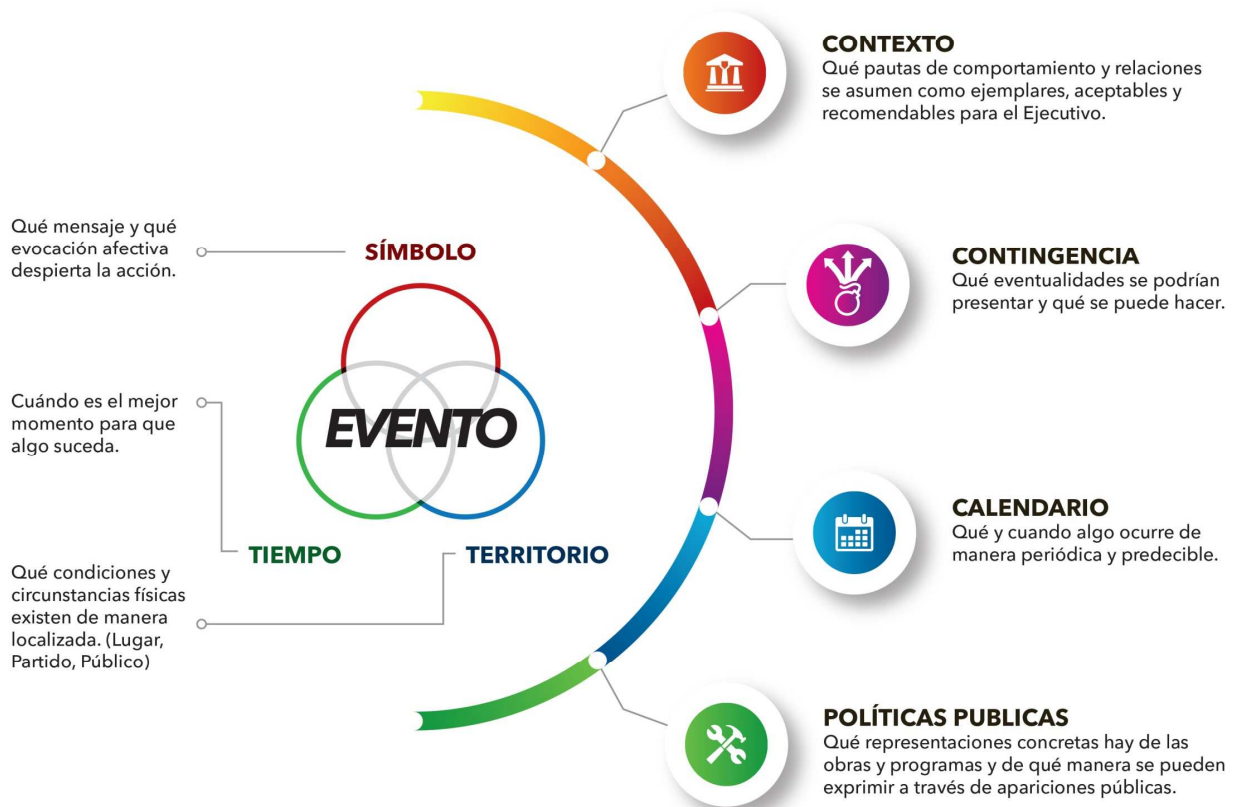 CONTEXTO
Qué pautas de comportamiento y relaciones
se asumen como ejemplares, aceptables y
recomendables para el Ejecutivo.
Qué mensaje y qué
evocación afectiva
despierta la acción.
SÍMBOLO
CONTINGENCIA
Qué eventualidades se podrían
presentar y qué se puede hacer.
Cuándo es el mejor
momento para que
algo suceda.
EVENTO
TIEMPO
TERRITORIO
CALENDARIO
Qué y cuando algo ocurre de
manera periódica y predecible.
Qué condiciones y
circunstancias físicas
existen de manera
localizada. (Lugar,
Partido, Público)
POLÍTICAS PUBLICAS
Qué representaciones concretas hay de las
obras y programas y de qué manera se pueden
exprimir a través de apariciones públicas.